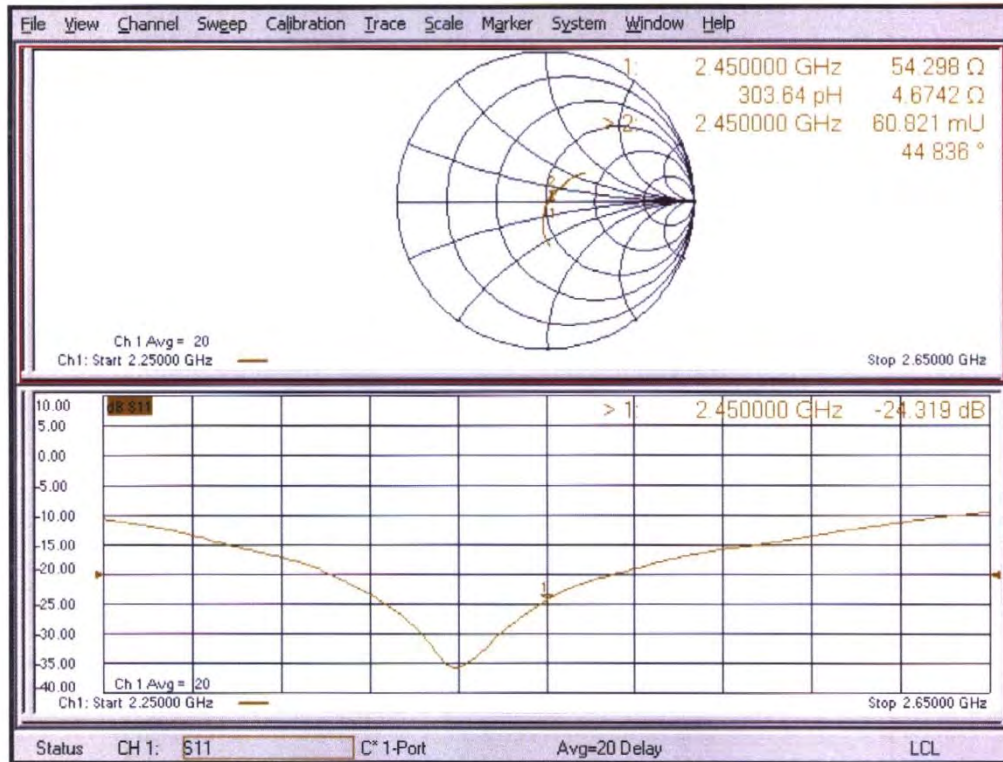 File View Channel Sweep Calibration Trace Scale Marker System Window Help
1: 2.450000 GHz 54.298 Ω
303.64 pH 4.6742 Ω
> 2: 2.450000 GHz 60.821 mU
44.836 °
2
1
Ch 1 Avg = 20
Ch1: Start 2.25000 GHz
Stop 2.65000 GHz
10.00 dB S11
> 1: 2.450000 GHz -24.319 dB
5.00
0.00
-5.00
-10.00
-15.00
-20.00
1
-25.00
-30.00
-35.00
-40.00
Ch 1 Avg = 20
Ch1: Start 2.25000 GHz
Stop 2.65000 GHz
Status CH 1: S11 C* 1-Port Avg=20 Delay LCL